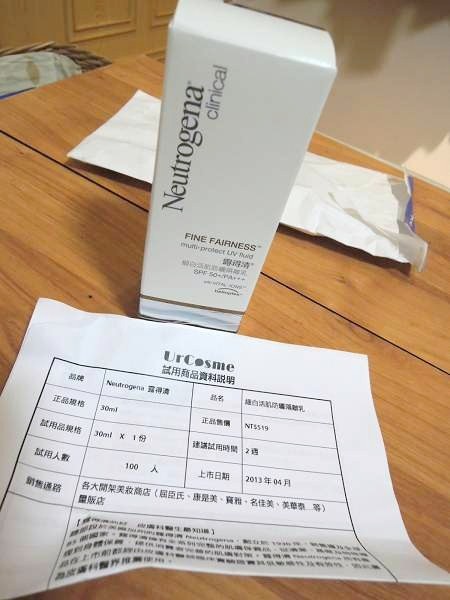 Neutrogena®
clinical
FINE FAIRNESS™
multi-protect UV fluid
露得清®
細白活肌防曬隔離乳
SPF 50+/PA+++
helioplex™
UrCosme
試用商品資料說明
品牌 Neutrogena 露得清 品名 細白活肌防曬隔離乳
正品規格 30ml 正品售價 NT$519
試用品規格 30ml X 1份 建議試用時間 2 週
試用人數 100 人 上市日期 2013 年 04 月
銷售通路 各大開架美妝商店（屈臣氏、康是美、寶雅、名佳美、美華泰...等）
量販店